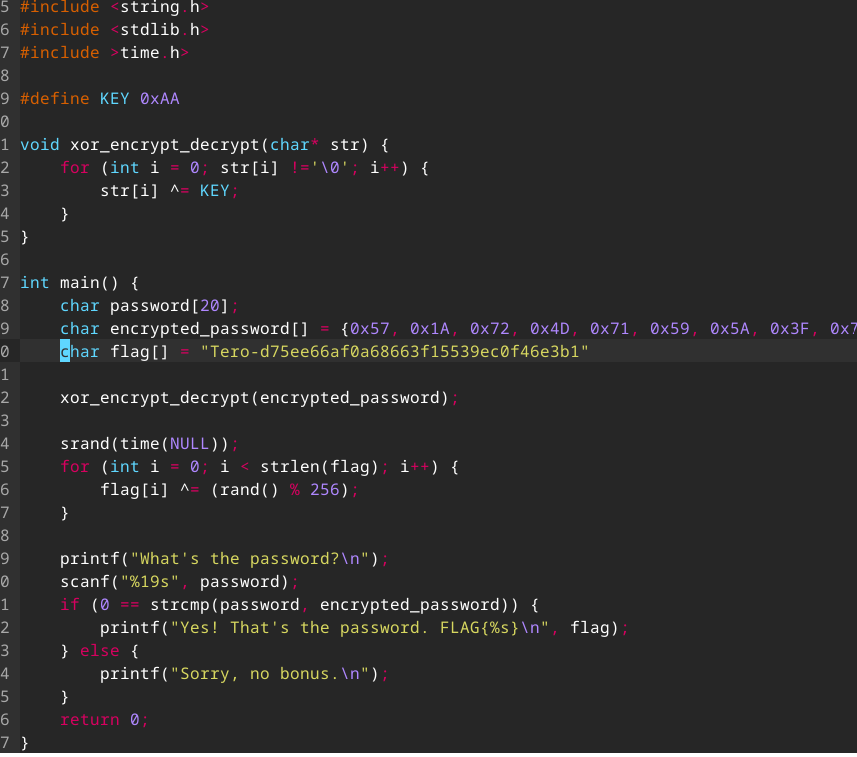 5 #include <string.h>
6 #include <stdlib.h>
7 #include >time.h>
8
9 #define KEY 0xAA
0
1 void xor_encrypt_decrypt(char* str) {
2     for (int i = 0; str[i] !='\0'; i++) {
3         str[i] ^= KEY;
4     }
5 }
6
7 int main() {
8     char password[20];
9     char encrypted_password[] = {0x57, 0x1A, 0x72, 0x4D, 0x71, 0x59, 0x5A, 0x3F, 0x7
0     char flag[] = "Tero-d75ee66af0a68663f15539ec0f46e3b1"
1
2     xor_encrypt_decrypt(encrypted_password);
3
4     srand(time(NULL));
5     for (int i = 0; i < strlen(flag); i++) {
6         flag[i] ^= (rand() % 256);
7     }
8
9     printf("What's the password?\n");
0     scanf("%19s", password);
1     if (0 == strcmp(password, encrypted_password)) {
2         printf("Yes! That's the password. FLAG{%s}\n", flag);
3     } else {
4         printf("Sorry, no bonus.\n");
5     }
6     return 0;
7 }